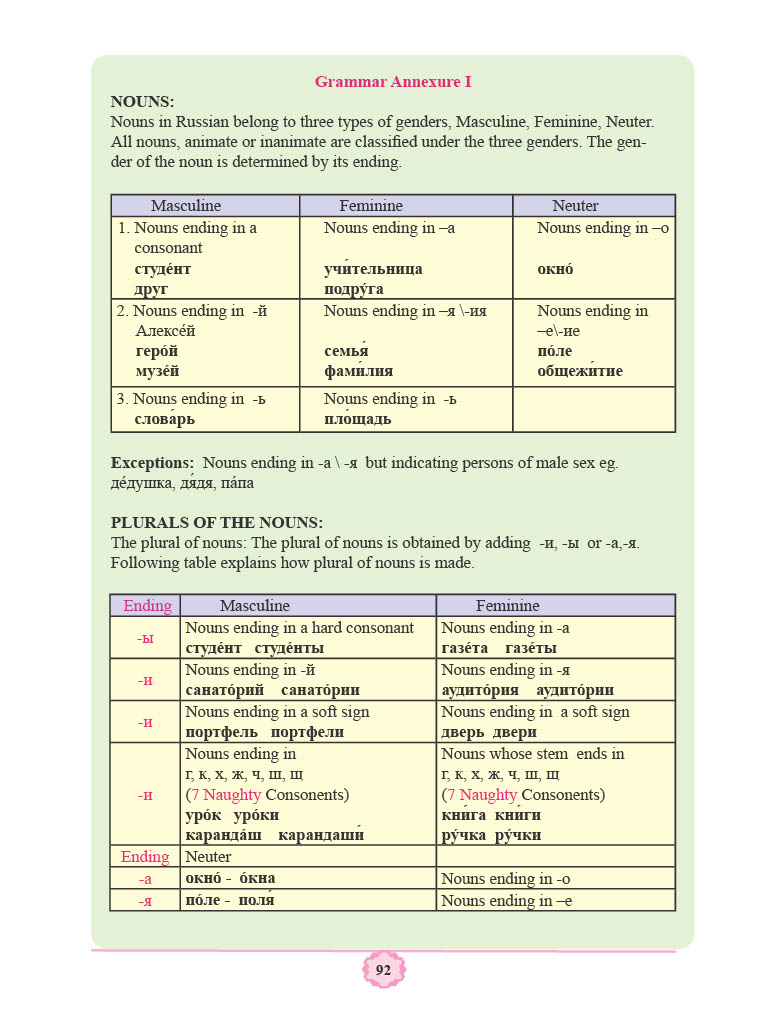 Grammar Annexure I
NOUNS:
Nouns in Russian belong to three types of genders, Masculine, Feminine, Neuter.
All nouns, animate or inanimate are classified under the three genders. The gen-
der of the noun is determined by its ending.
Masculine Feminine Neuter
1. Nouns ending in a Nouns ending in –а Nouns ending in –о
consonant
студе́нт учи́тельница окно́
друг подру́га
2. Nouns ending in -й Nouns ending in –я \-ия Nouns ending in
Алексе́й –е\-ие
геро́й семья́ по́ле
музе́й фами́лия общежи́тие
3. Nouns ending in -ь Nouns ending in -ь
слова́рь пло́щадь
Exceptions: Nouns ending in -а \ -я but indicating persons of male sex eg.
де́душка, дя́дя, па́па
PLURALS OF THE NOUNS:
The plural of nouns: The plural of nouns is obtained by adding -и, -ы or -а,-я.
Following table explains how plural of nouns is made.
Ending Masculine Feminine
-ы Nouns ending in a hard consonant Nouns ending in -а
студе́нт студе́нты газе́та газе́ты
-и Nouns ending in -й Nouns ending in -я
санато́рий санато́рии аудито́рия аудито́рии
-и Nouns ending in a soft sign Nouns ending in a soft sign
портфель портфели дверь двери
-и Nouns ending in Nouns whose stem ends in
г, к, х, ж, ч, ш, щ г, к, х, ж, ч, ш, щ
(7 Naughty Consonents) (7 Naughty Consonents)
уро́к уро́ки кни́га кни́ги
каранда́ш карандаши́ ру́чка ру́чки
Ending Neuter
-а окно́ - о́кна Nouns ending in -о
-я по́ле - поля́ Nouns ending in –е
92